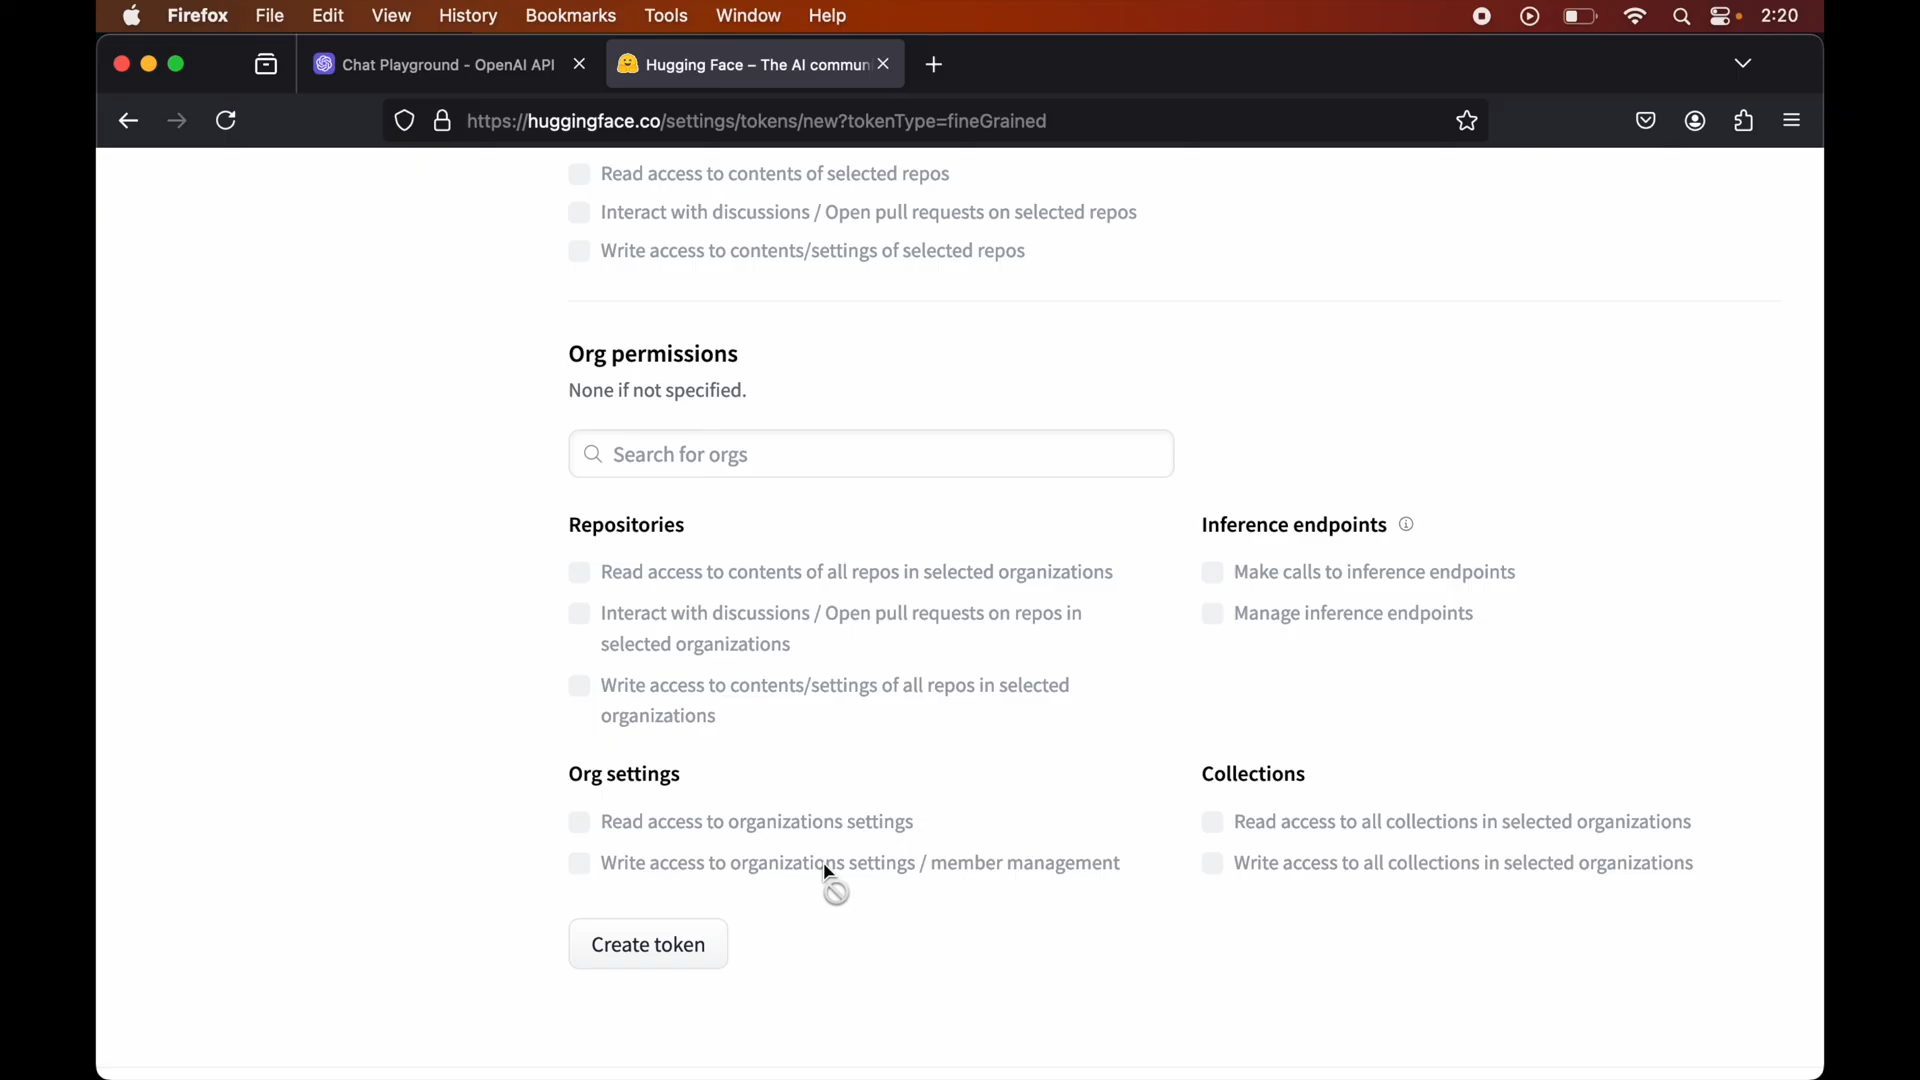 Firefox File Edit View History Bookmarks Tools Window Help 2:20
Chat Playground - OpenAI API Hugging Face – The AI commun
https://huggingface.co/settings/tokens/new?tokenType=fineGrained
Read access to contents of selected repos
Interact with discussions / Open pull requests on selected repos
Write access to contents/settings of selected repos
Org permissions
None if not specified.
Search for orgs
Repositories
Read access to contents of all repos in selected organizations
Interact with discussions / Open pull requests on repos in
selected organizations
Write access to contents/settings of all repos in selected
organizations
Inference endpoints
Make calls to inference endpoints
Manage inference endpoints
Org settings
Read access to organizations settings
Write access to organizations settings / member management
Collections
Read access to all collections in selected organizations
Write access to all collections in selected organizations
Create token